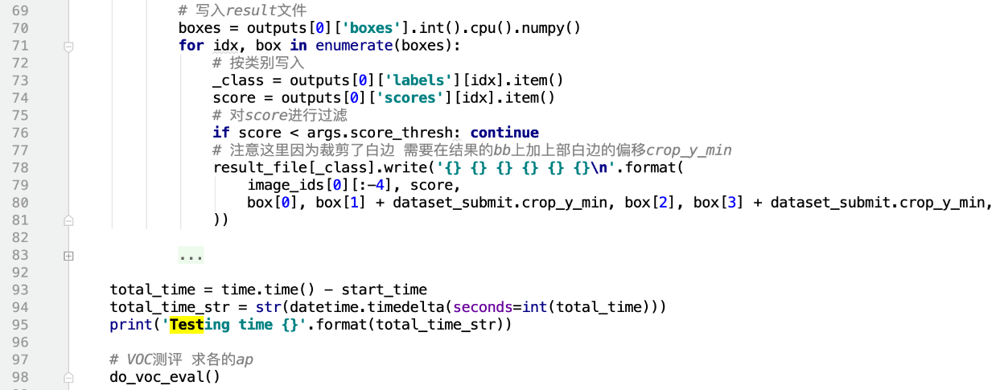 69 # 写入result文件
70 boxes = outputs[0]['boxes'].int().cpu().numpy()
71 for idx, box in enumerate(boxes):
72 # 按类别写入
73 _class = outputs[0]['labels'][idx].item()
74 score = outputs[0]['scores'][idx].item()
75 # 对score进行过滤
76 if score < args.score_thresh: continue
77 # 注意这里因为裁剪了白边 需要在结果的bb上加上部白边的偏移crop_y_min
78 result_file[_class].write('{} {} {} {} {} {}\n'.format(
79 image_ids[0][:-4], score,
80 box[0], box[1] + dataset_submit.crop_y_min, box[2], box[3] + dataset_submit.crop_y_min,
81 ))
82
83 ...
92
93 total_time = time.time() - start_time
94 total_time_str = str(datetime.timedelta(seconds=int(total_time)))
95 print('Testing time {}'.format(total_time_str))
96
97 # VOC测评 求各的ap
98 do_voc_eval()